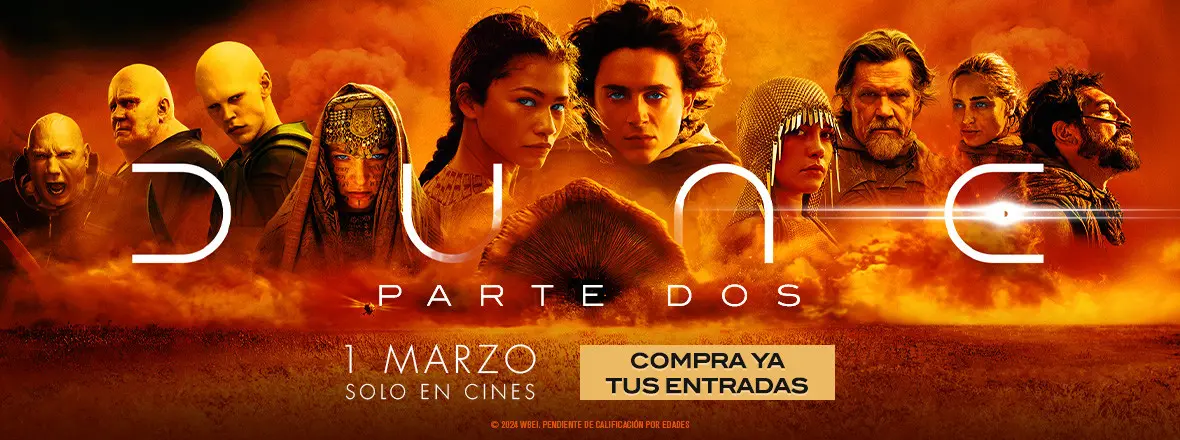 DUNE
PARTE DOS
1 MARZO
SOLO EN CINES
COMPRA YA
TUS ENTRADAS
© 2024 WBEI. PENDIENTE DE CALIFICACIÓN POR EDADES